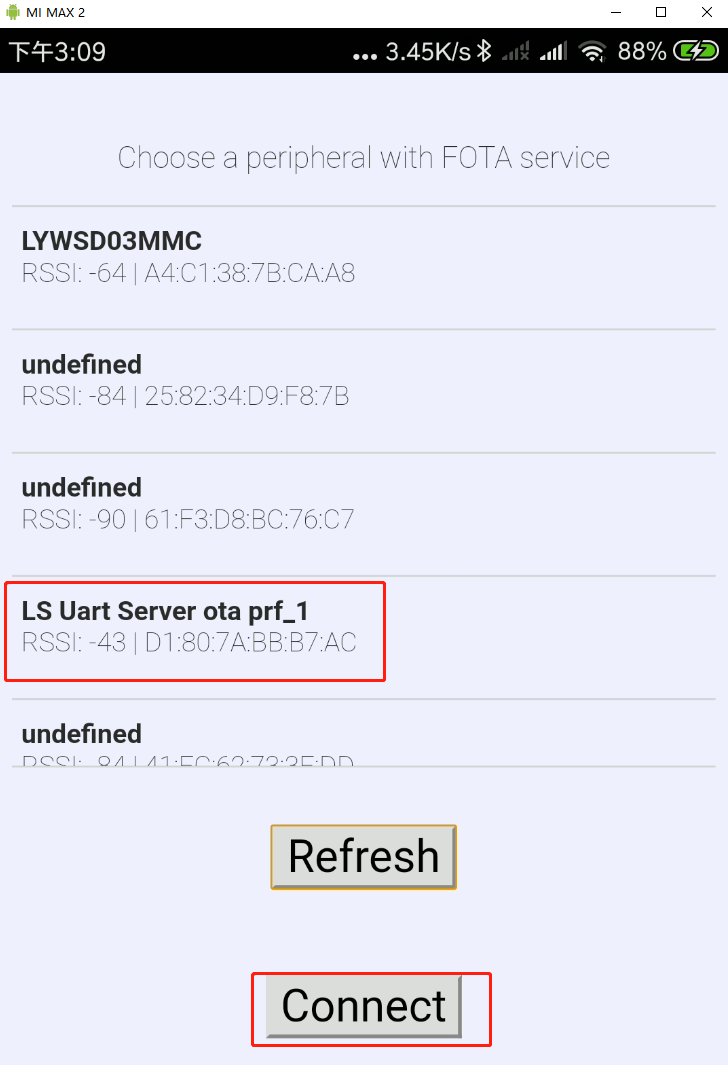 MI MAX 2
下午3:09
... 3.45K/s 88%
Choose a peripheral with FOTA service
LYWSD03MMC
RSSI: -64 | A4:C1:38:7B:CA:A8
undefined
RSSI: -84 | 25:82:34:D9:F8:7B
undefined
RSSI: -90 | 61:F3:D8:BC:76:C7
LS Uart Server ota prf_1
RSSI: -43 | D1:80:7A:BB:B7:AC
undefined
RSSI: -84 |
Refresh
Connect